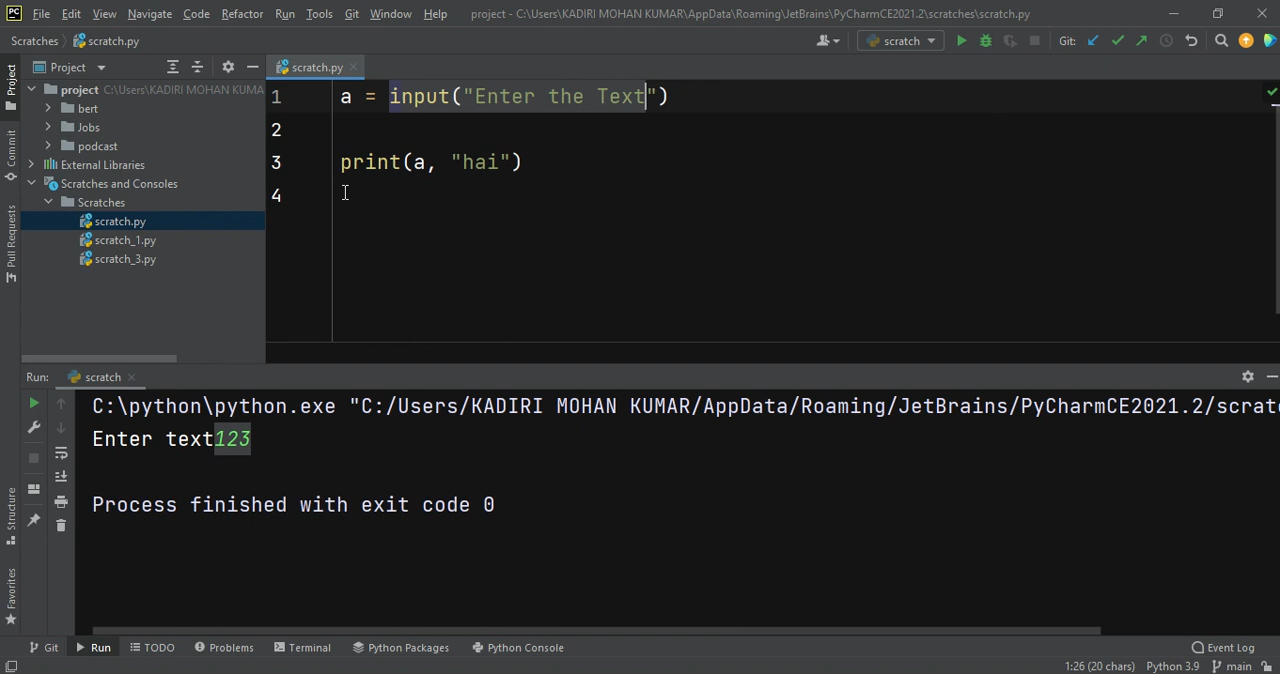 PC File Edit View Navigate Code Refactor Run Tools Git Window Help project - C:\Users\KADIRI MOHAN KUMAR\AppData\Roaming\JetBrains\PyCharmCE2021.2\scratches\scratch.py
Scratches scratch.py scratch Git:
Project scratch.py
Project
Commit
Pull Requests
Structure
Favorites
project C:\Users\KADIRI MOHAN KUMA
bert
Jobs
podcast
External Libraries
Scratches and Consoles
Scratches
scratch.py
scratch_1.py
scratch_3.py
1 a = input("Enter the Text")
2
3 print(a, "hai")
4
Run: scratch
C:\python\python.exe "C:/Users/KADIRI MOHAN KUMAR/AppData/Roaming/JetBrains/PyCharmCE2021.2/scrat
Enter text123
Process finished with exit code 0
Git Run TODO Problems Terminal Python Packages Python Console Event Log
1:26 (20 chars) Python 3.9 main